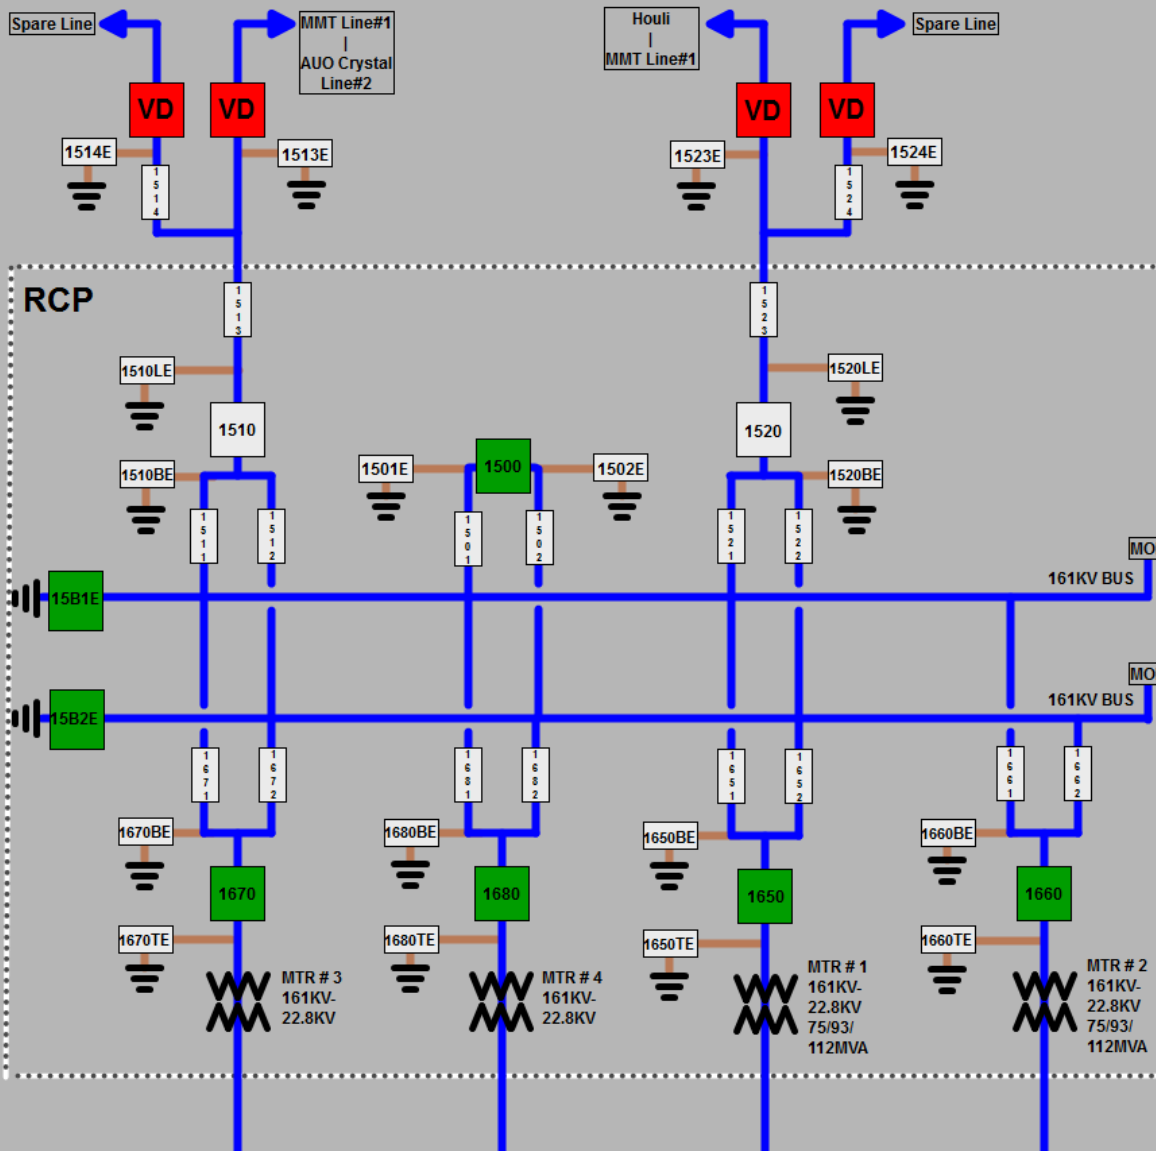 Spare Line
MMT Line#1
|
AUO Crystal
Line#2
Houli
|
MMT Line#1
Spare Line
VD
VD
VD
VD
1514E
1513E
1523E
1524E
1514
1524
RCP
1513
1523
1510LE
1520LE
1510
1520
1510BE
1501E
1500
1502E
1520BE
1511
1512
1501
1502
1521
1522
MO
15B1E
161KV BUS
MO
15B2E
161KV BUS
1671
1672
1681
1682
1651
1652
1661
1662
1670BE
1680BE
1650BE
1660BE
1670
1680
1650
1660
1670TE
1680TE
1650TE
1660TE
MTR # 3
161KV-
22.8KV
MTR # 4
161KV-
22.8KV
MTR # 1
161KV-
22.8KV
75/93/
112MVA
MTR # 2
161KV-
22.8KV
75/93/
112MVA